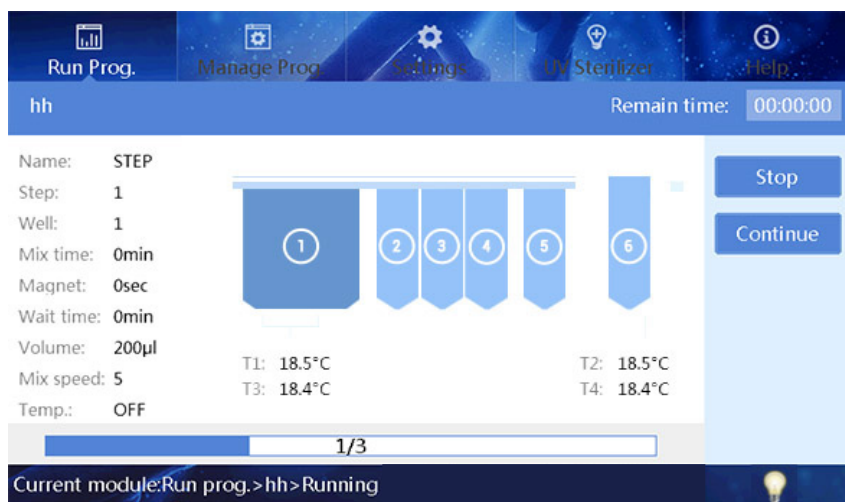 Run Prog.
Manage Prog.
Settings
UV Sterilizer
Help
hh
Remain time: 00:00:00
Name: STEP
Step: 1
Well: 1
Mix time: 0min
Magnet: 0sec
Wait time: 0min
Volume: 200μl
Mix speed: 5
Temp.: OFF
1
2
3
4
5
6
T1: 18.5°C
T3: 18.4°C
T2: 18.5°C
T4: 18.4°C
Stop
Continue
1/3
Current module:Run prog.>hh>Running